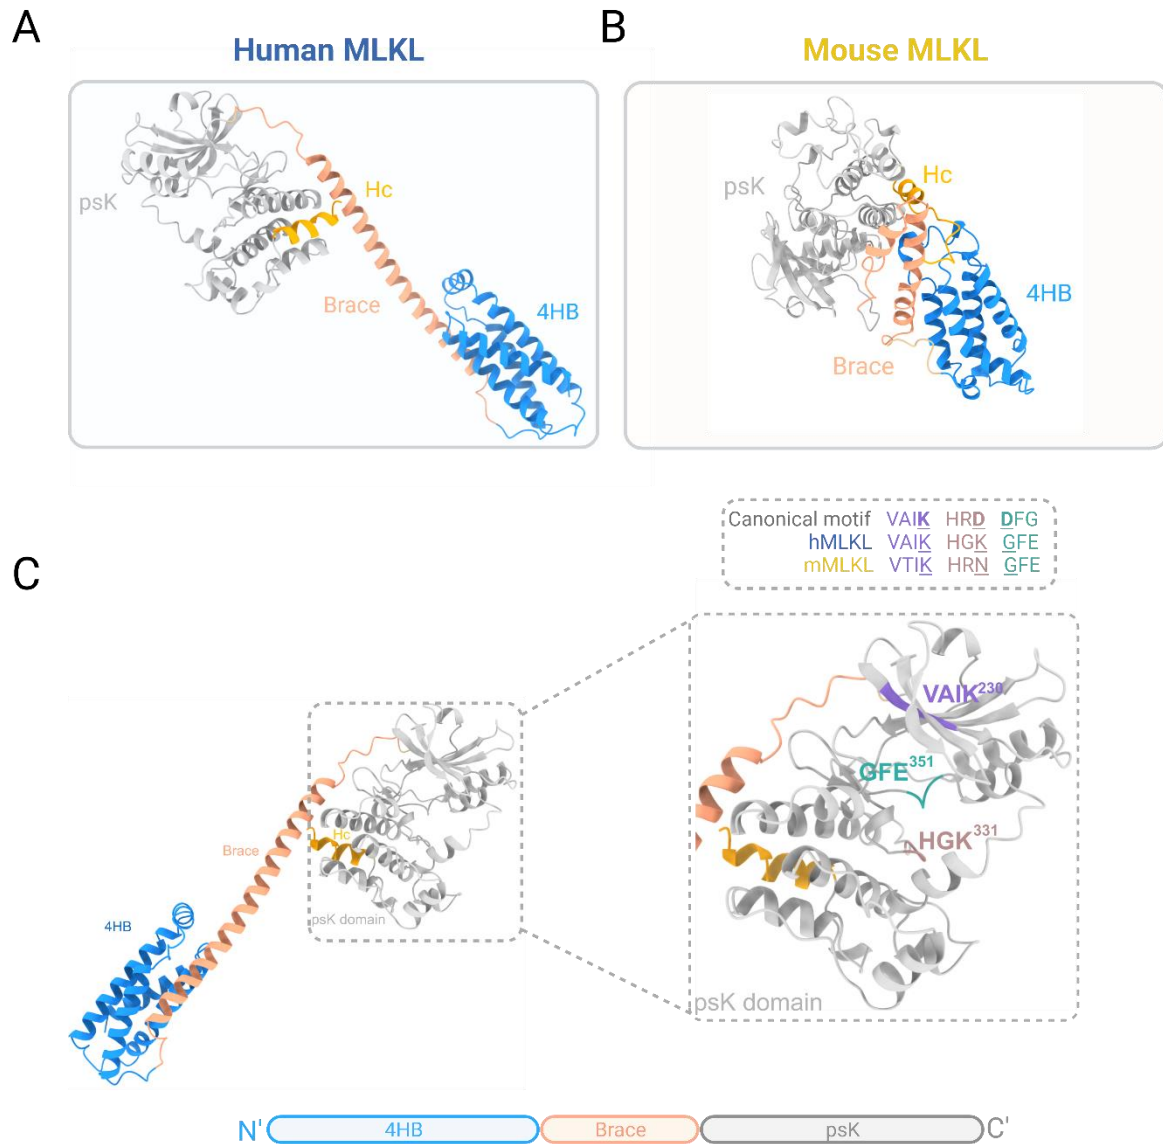 A
B
Human MLKL
Mouse MLKL
psK
Hc
Brace
4HB
psK
Hc
4HB
Brace
Canonical motif VAIK HRD DFG
hMLKL VAIK HGK GFE
mMLKL VTIK HRN GFE
C
VAIK230
GFE351
HGK331
psK domain
Brace
Hc
psK domain
4HB
N' 4HB Brace psK C'